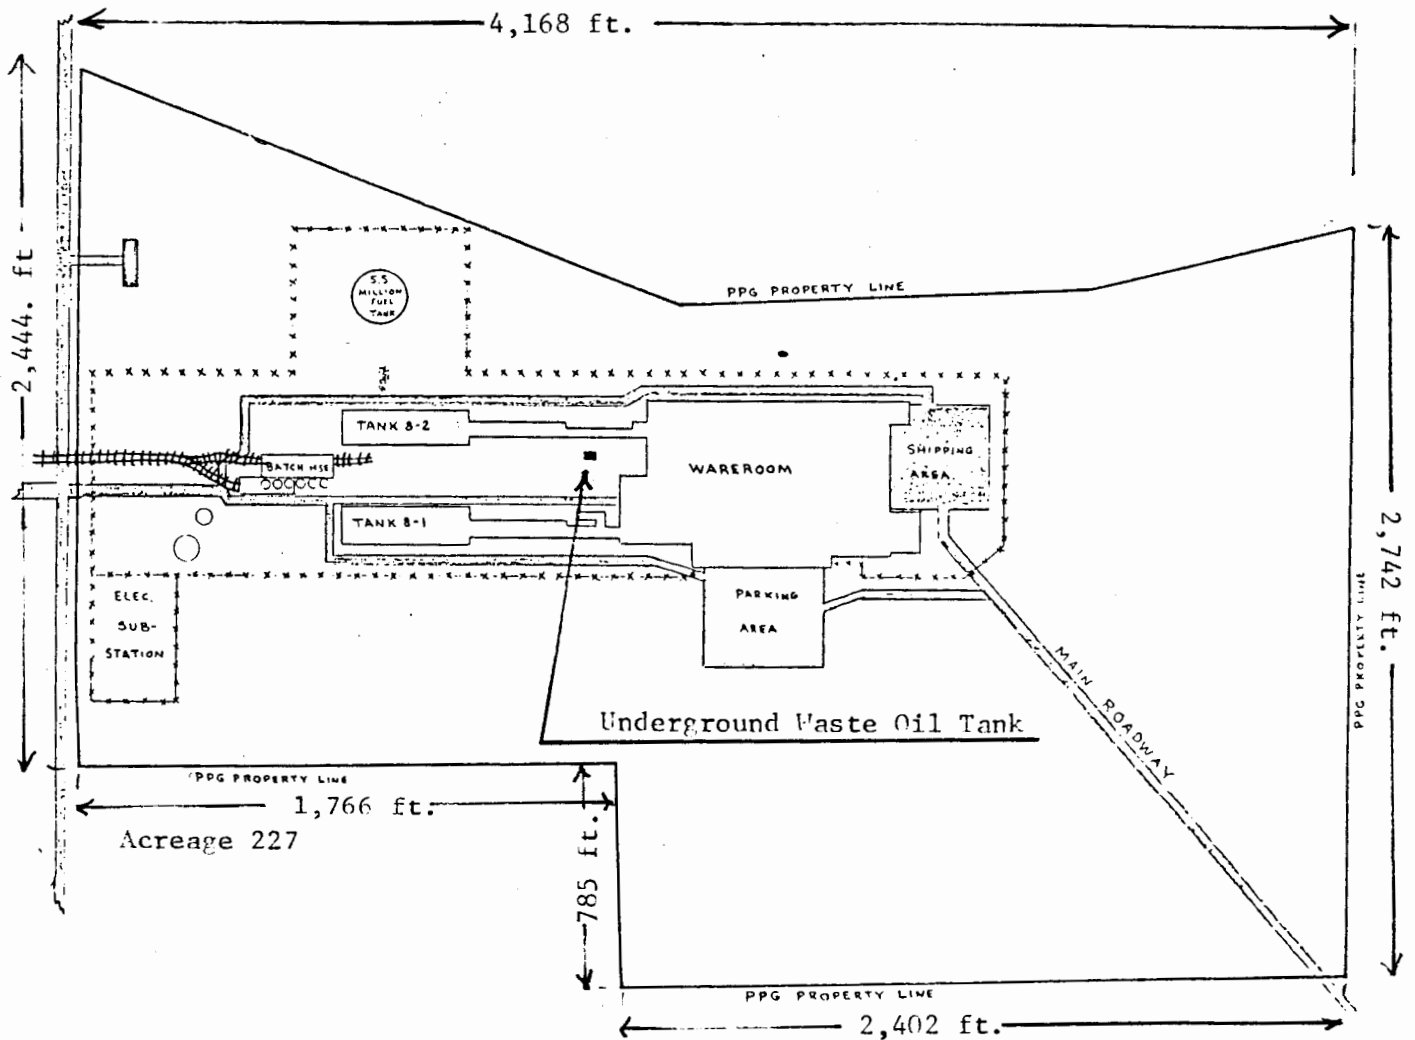 4,168 ft.
2,444. ft
5.5
MILLION
FUEL
TANK
PPG PROPERTY LINE
TANK 8-2
BATCH HSE
WAREROOM
SHIPPING
AREA
TANK 8-1
2,742 ft.
PPG PROPERTY LINE
ELEC.
SUB-
STATION
PARKING
AREA
MAIN ROADWAY
Underground Waste Oil Tank
PPG PROPERTY LINE
1,766 ft.
Acreage 227
785 ft.
PPG PROPERTY LINE
2,402 ft.